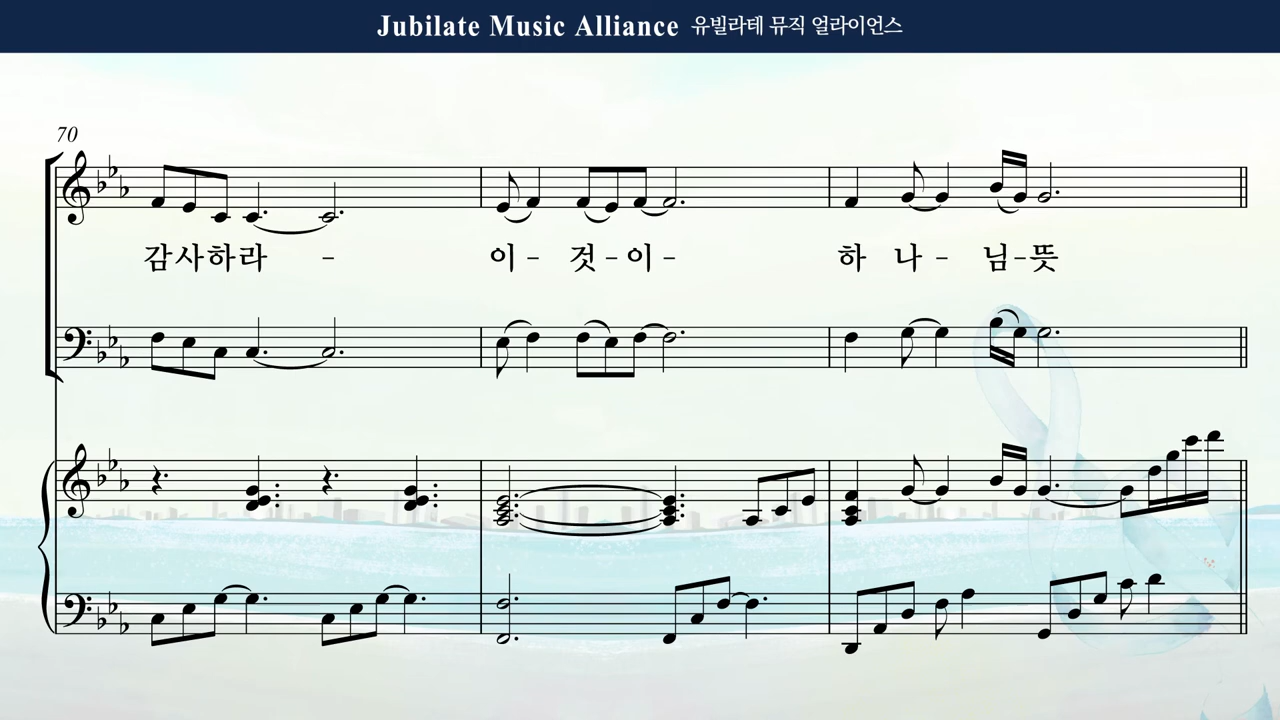 Jubilate Music Alliance 유빌라테 뮤직 얼라이언스
70
감사하라 - 이 - 것 - 이 - 하 나 - 님 - 뜻